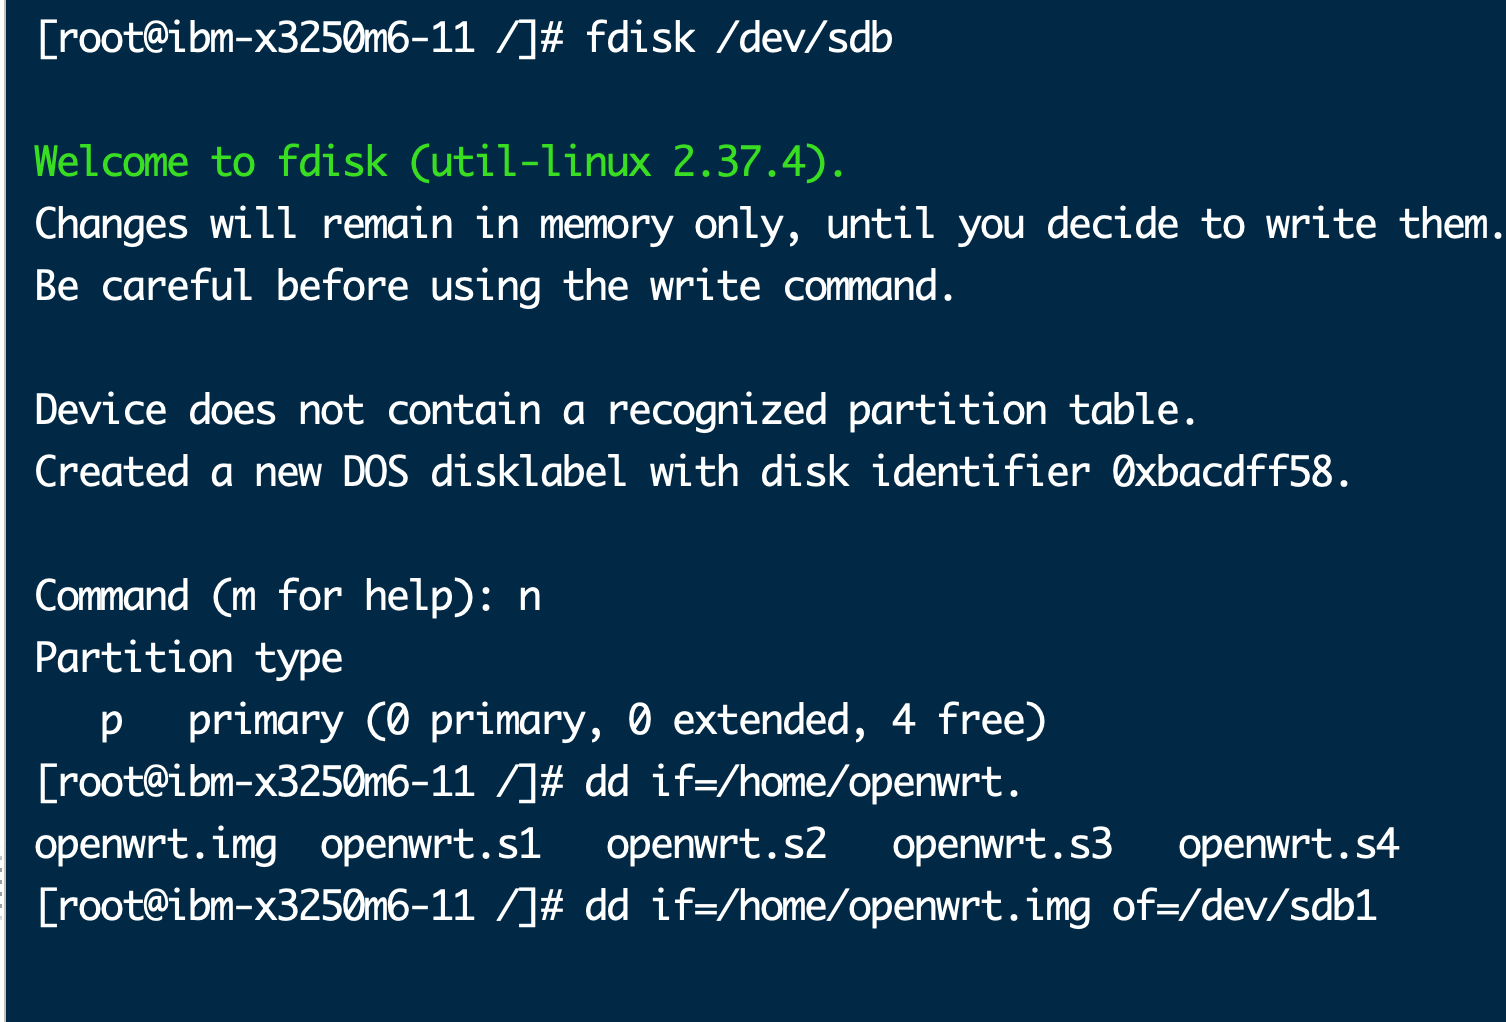 [root@ibm-x3250m6-11 /]# fdisk /dev/sdb
Welcome to fdisk (util-linux 2.37.4).
Changes will remain in memory only, until you decide to write them.
Be careful before using the write command.
Device does not contain a recognized partition table.
Created a new DOS disklabel with disk identifier 0xbacdff58.
Command (m for help): n
Partition type
   p   primary (0 primary, 0 extended, 4 free)
[root@ibm-x3250m6-11 /]# dd if=/home/openwrt.
openwrt.img  openwrt.s1   openwrt.s2   openwrt.s3   openwrt.s4
[root@ibm-x3250m6-11 /]# dd if=/home/openwrt.img of=/dev/sdb1